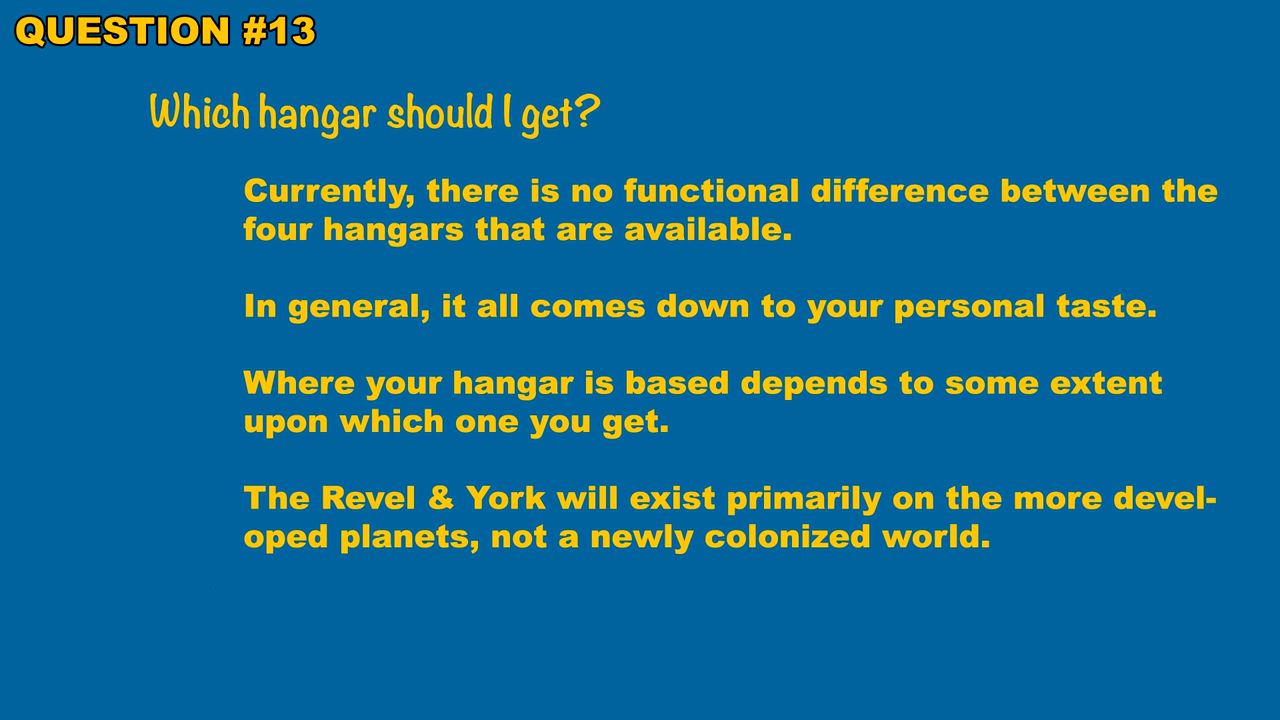 QUESTION #13
Which hangar should I get?
Currently, there is no functional difference between the
four hangars that are available.
In general, it all comes down to your personal taste.
Where your hangar is based depends to some extent
upon which one you get.
The Revel & York will exist primarily on the more devel-
oped planets, not a newly colonized world.